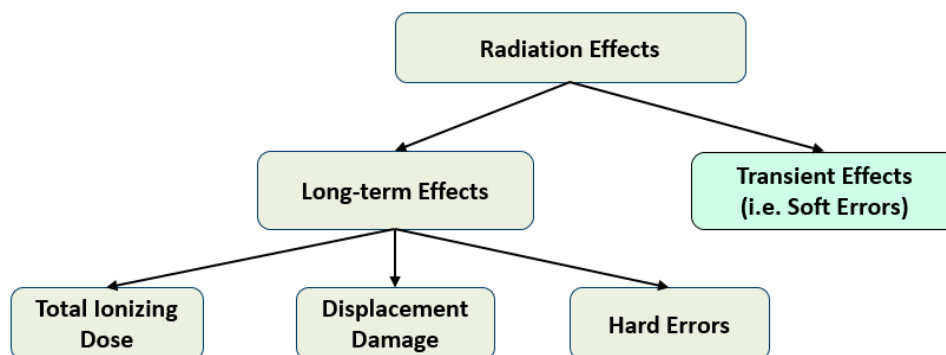 Radiation Effects
Long-term Effects
Transient Effects
(i.e. Soft Errors)
Total Ionizing
Dose
Displacement
Damage
Hard Errors